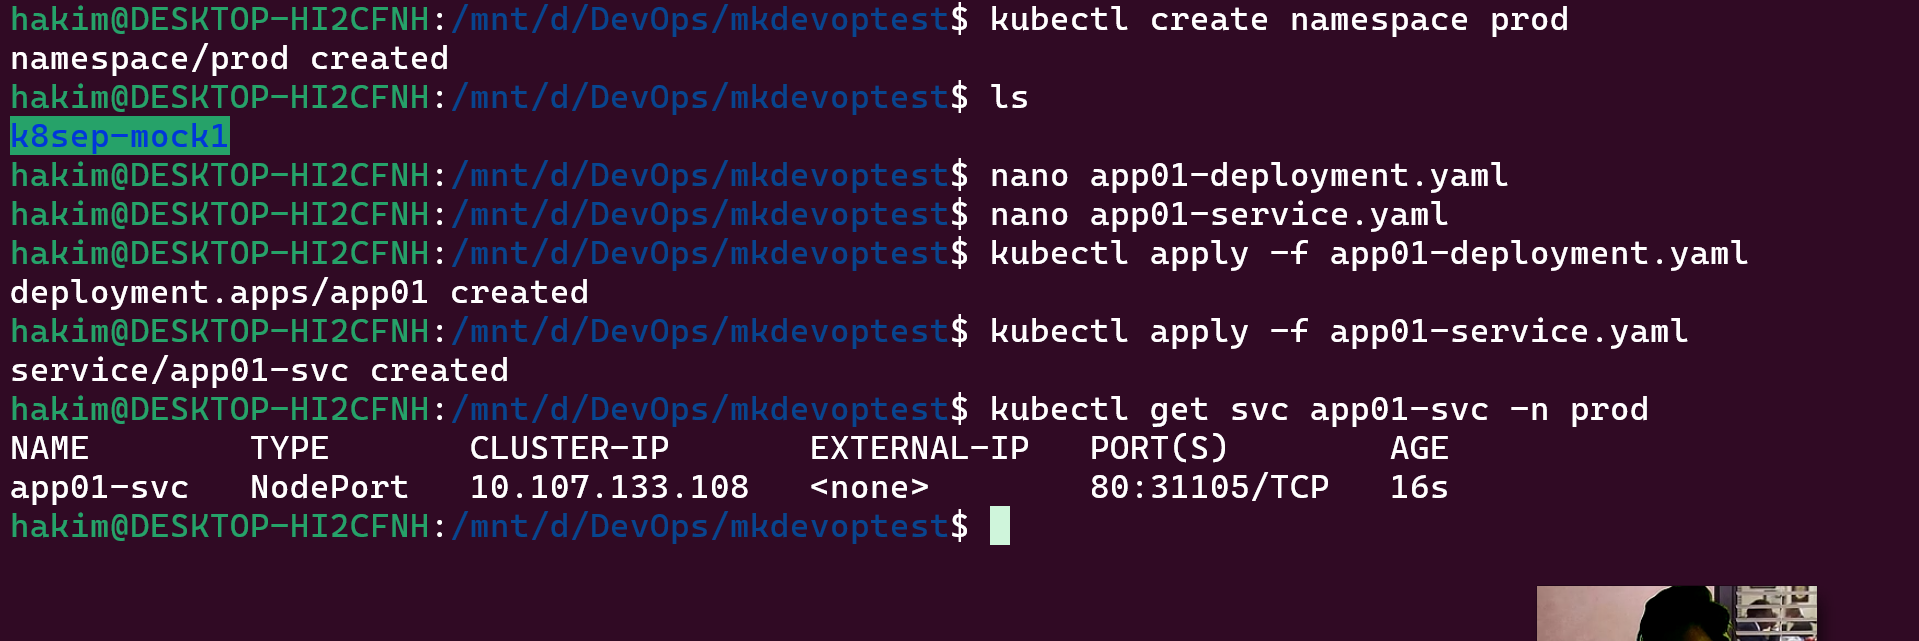 hakim@DESKTOP-HI2CFNH:/mnt/d/DevOps/mkdevoptest$ kubectl create namespace prod
namespace/prod created
hakim@DESKTOP-HI2CFNH:/mnt/d/DevOps/mkdevoptest$ ls
k8sep-mock1
hakim@DESKTOP-HI2CFNH:/mnt/d/DevOps/mkdevoptest$ nano app01-deployment.yaml
hakim@DESKTOP-HI2CFNH:/mnt/d/DevOps/mkdevoptest$ nano app01-service.yaml
hakim@DESKTOP-HI2CFNH:/mnt/d/DevOps/mkdevoptest$ kubectl apply -f app01-deployment.yaml
deployment.apps/app01 created
hakim@DESKTOP-HI2CFNH:/mnt/d/DevOps/mkdevoptest$ kubectl apply -f app01-service.yaml
service/app01-svc created
hakim@DESKTOP-HI2CFNH:/mnt/d/DevOps/mkdevoptest$ kubectl get svc app01-svc -n prod
NAME        TYPE       CLUSTER-IP       EXTERNAL-IP   PORT(S)        AGE
app01-svc   NodePort   10.107.133.108   <none>        80:31105/TCP   16s
hakim@DESKTOP-HI2CFNH:/mnt/d/DevOps/mkdevoptest$